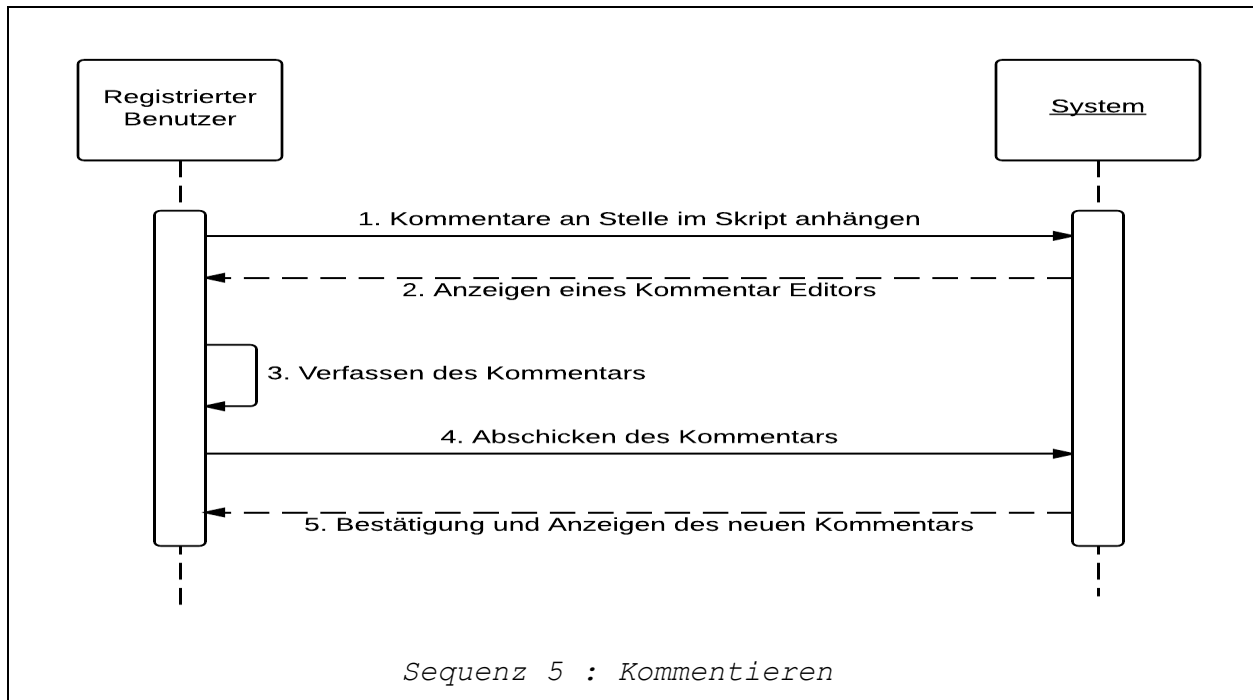 Registrierter
Benutzer
System
1. Kommentare an Stelle im Skript anhängen
2. Anzeigen eines Kommentar Editors
3. Verfassen des Kommentars
4. Abschicken des Kommentars
5. Bestätigung und Anzeigen des neuen Kommentars
Sequenz 5 : Kommentieren